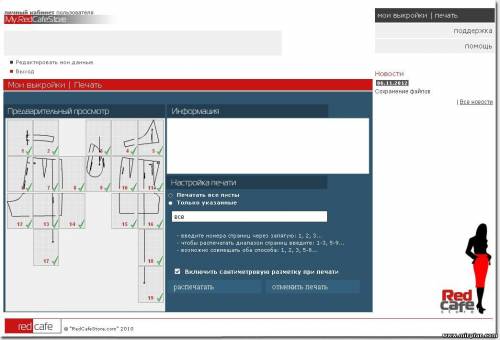 личный кабинет пользователя
My.RedCafeStore
мои выкройки | печать
поддержка
помощь
Редактировать мои данные
Выход
Мои выкройки | Печать
Новости
06.11.2012
Сохранение файлов
| Все новости
Предварительный просмотр
Информация
1 2 3 4 5
6 7 8 9 10 11
12 13 14 15 16
17 18
19
Настройка печати
Печатать все листы
Только указанные
все
- введите номера страниц через запятую: 1, 2, 3...
- чтобы распечатать диапазон страниц введите: 1-3, 5-9...
- возможно совмещать оба способа: 1, 2, 3, 5-8...
Включить сантиметровую разметку при печати
распечатать
отменить печать
Red
Cafe
red cafe
© "RedCafeStore.com" 2010